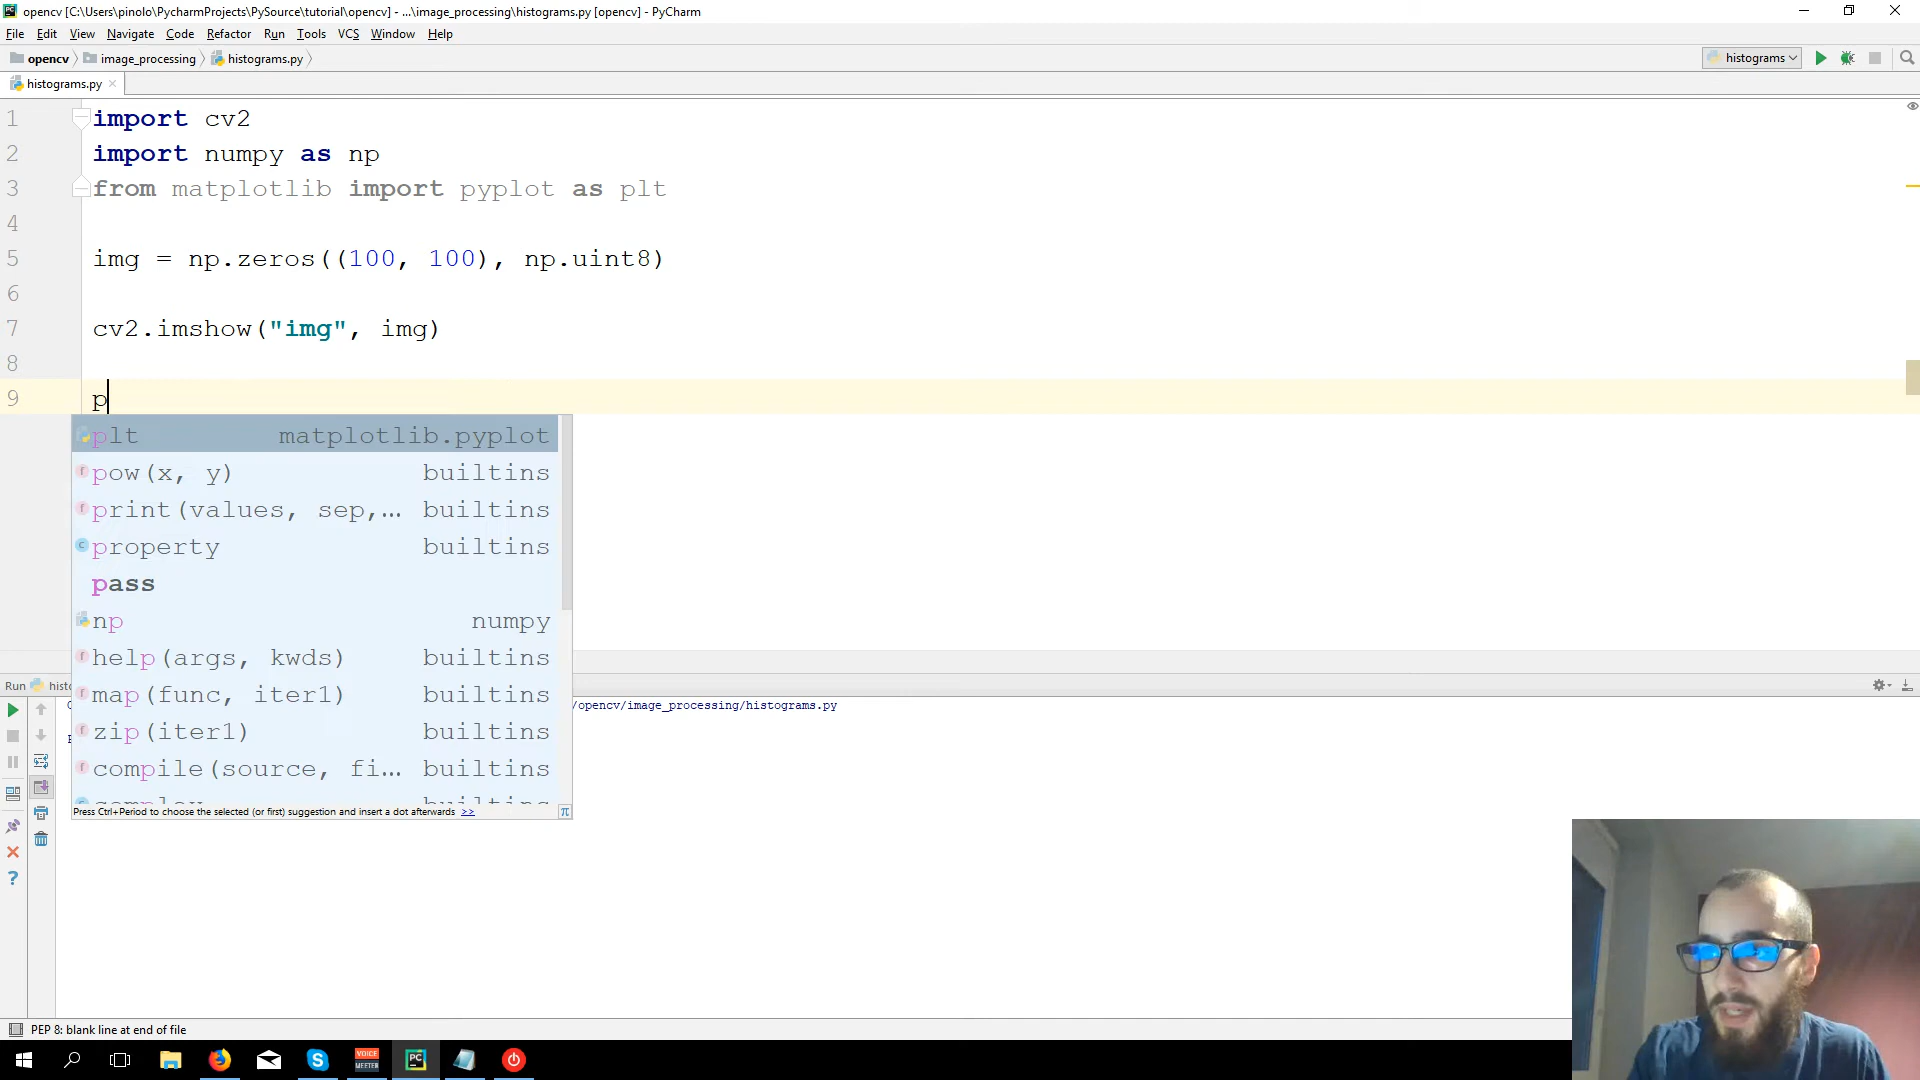 opencv [C:\Users\pinolo\PycharmProjects\PySource\tutorial\opencv] - ...\image_processing\histograms.py [opencv] - PyCharm
File Edit View Navigate Code Refactor Run Tools VCS Window Help
opencv image_processing histograms.py histograms
histograms.py
1 import cv2
2 import numpy as np
3 from matplotlib import pyplot as plt
4
5 img = np.zeros((100, 100), np.uint8)
6
7 cv2.imshow("img", img)
8
9 p
plt matplotlib.pyplot
pow(x, y) builtins
print(values, sep,... builtins
property builtins
pass
np numpy
help(args, kwds) builtins
map(func, iter1) builtins
zip(iter1) builtins
compile(source, fi... builtins
Press Ctrl+Period to choose the selected (or first) suggestion and insert a dot afterwards >> π
Run
/opencv/image_processing/histograms.py
PEP 8: blank line at end of file
VOICE
MEETER
PC